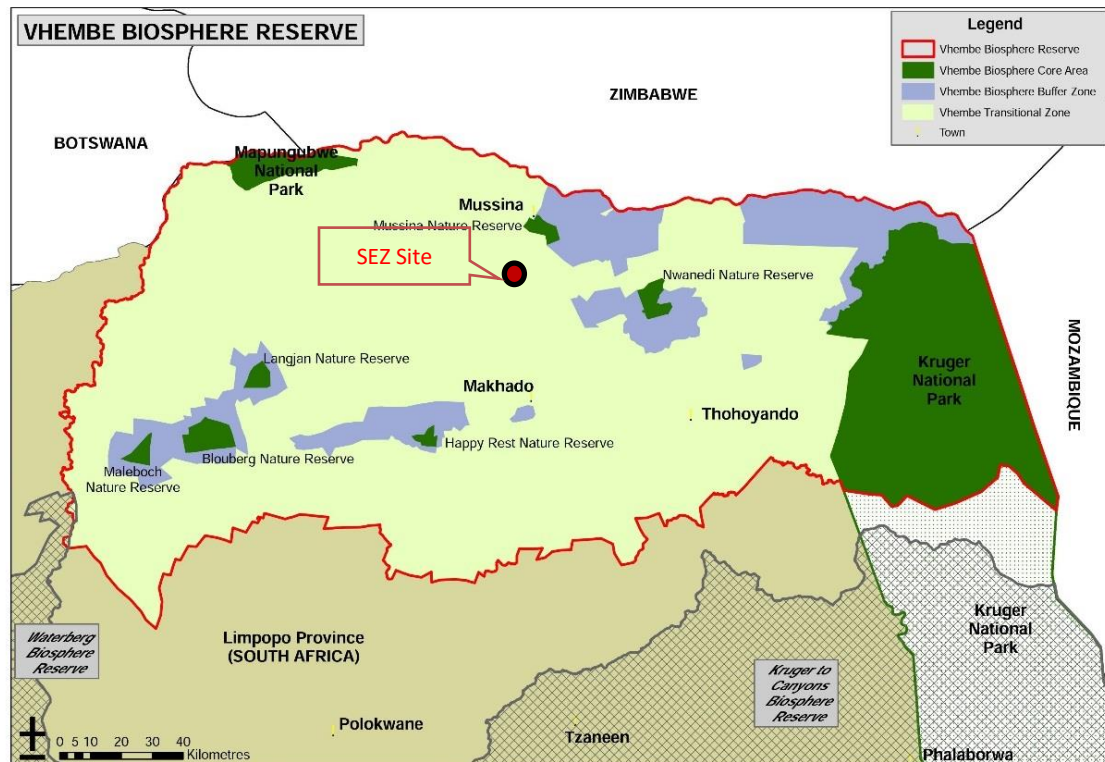 VHEMBE BIOSPHERE RESERVE
Legend
Vhembe Biosphere Reserve
Vhembe Biosphere Core Area
Vhembe Biosphere Buffer Zone
Vhembe Transitional Zone
Town
ZIMBABWE
BOTSWANA
Mapungubwe
National
Park
Mussina
Mussina Nature Reserve
SEZ Site
Nwanedi Nature Reserve
MOZAMBIQUE
Langjan Nature Reserve
Kruger
National
Park
Makhado
Thohoyando
Happy Rest Nature Reserve
Blouberg Nature Reserve
Maleboch
Nature Reserve
Kruger
National
Park
Waterberg
Biosphere
Reserve
Limpopo Province
(SOUTH AFRICA)
Kruger to
Canyons
Biosphere
Reserve
Polokwane
Tzaneen
0 5 10 20 30 40
Kilometres
Phalaborwa